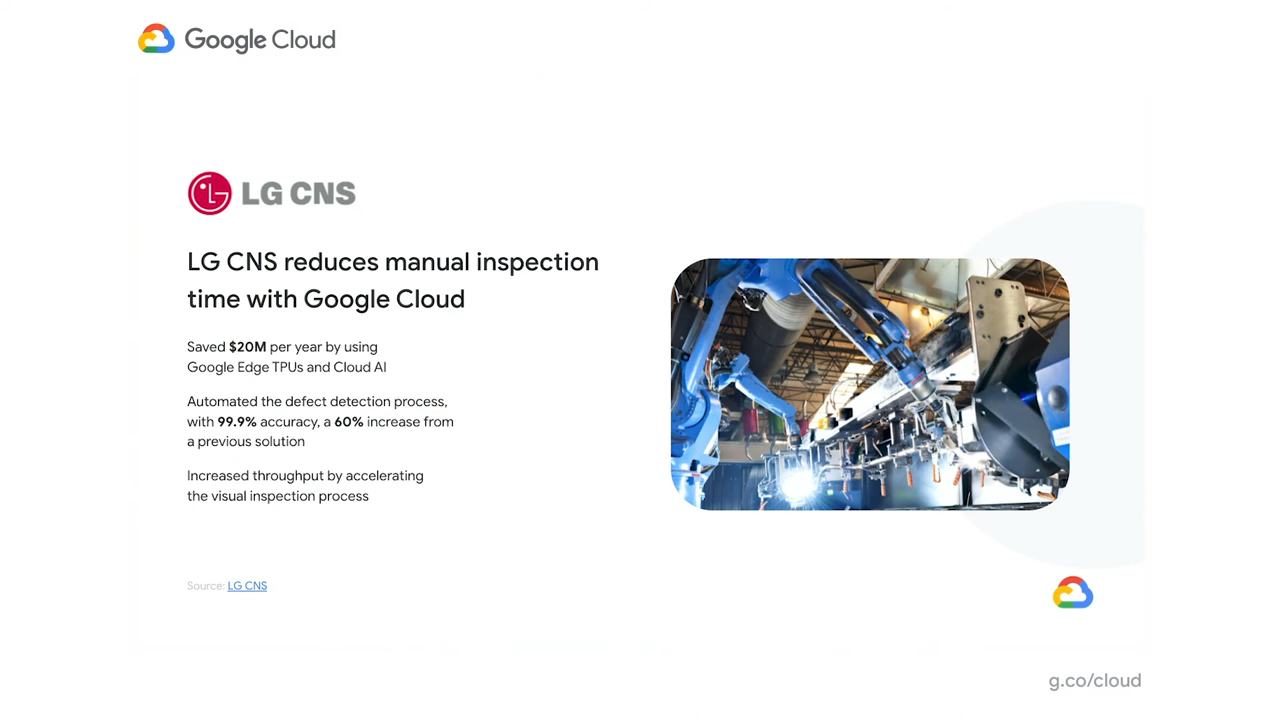 Google Cloud
LG CNS
LG CNS reduces manual inspection
time with Google Cloud
Saved $20M per year by using
Google Edge TPUs and Cloud AI
Automated the defect detection process,
with 99.9% accuracy, a 60% increase from
a previous solution
Increased throughput by accelerating
the visual inspection process
Source: LG CNS
g.co/cloud